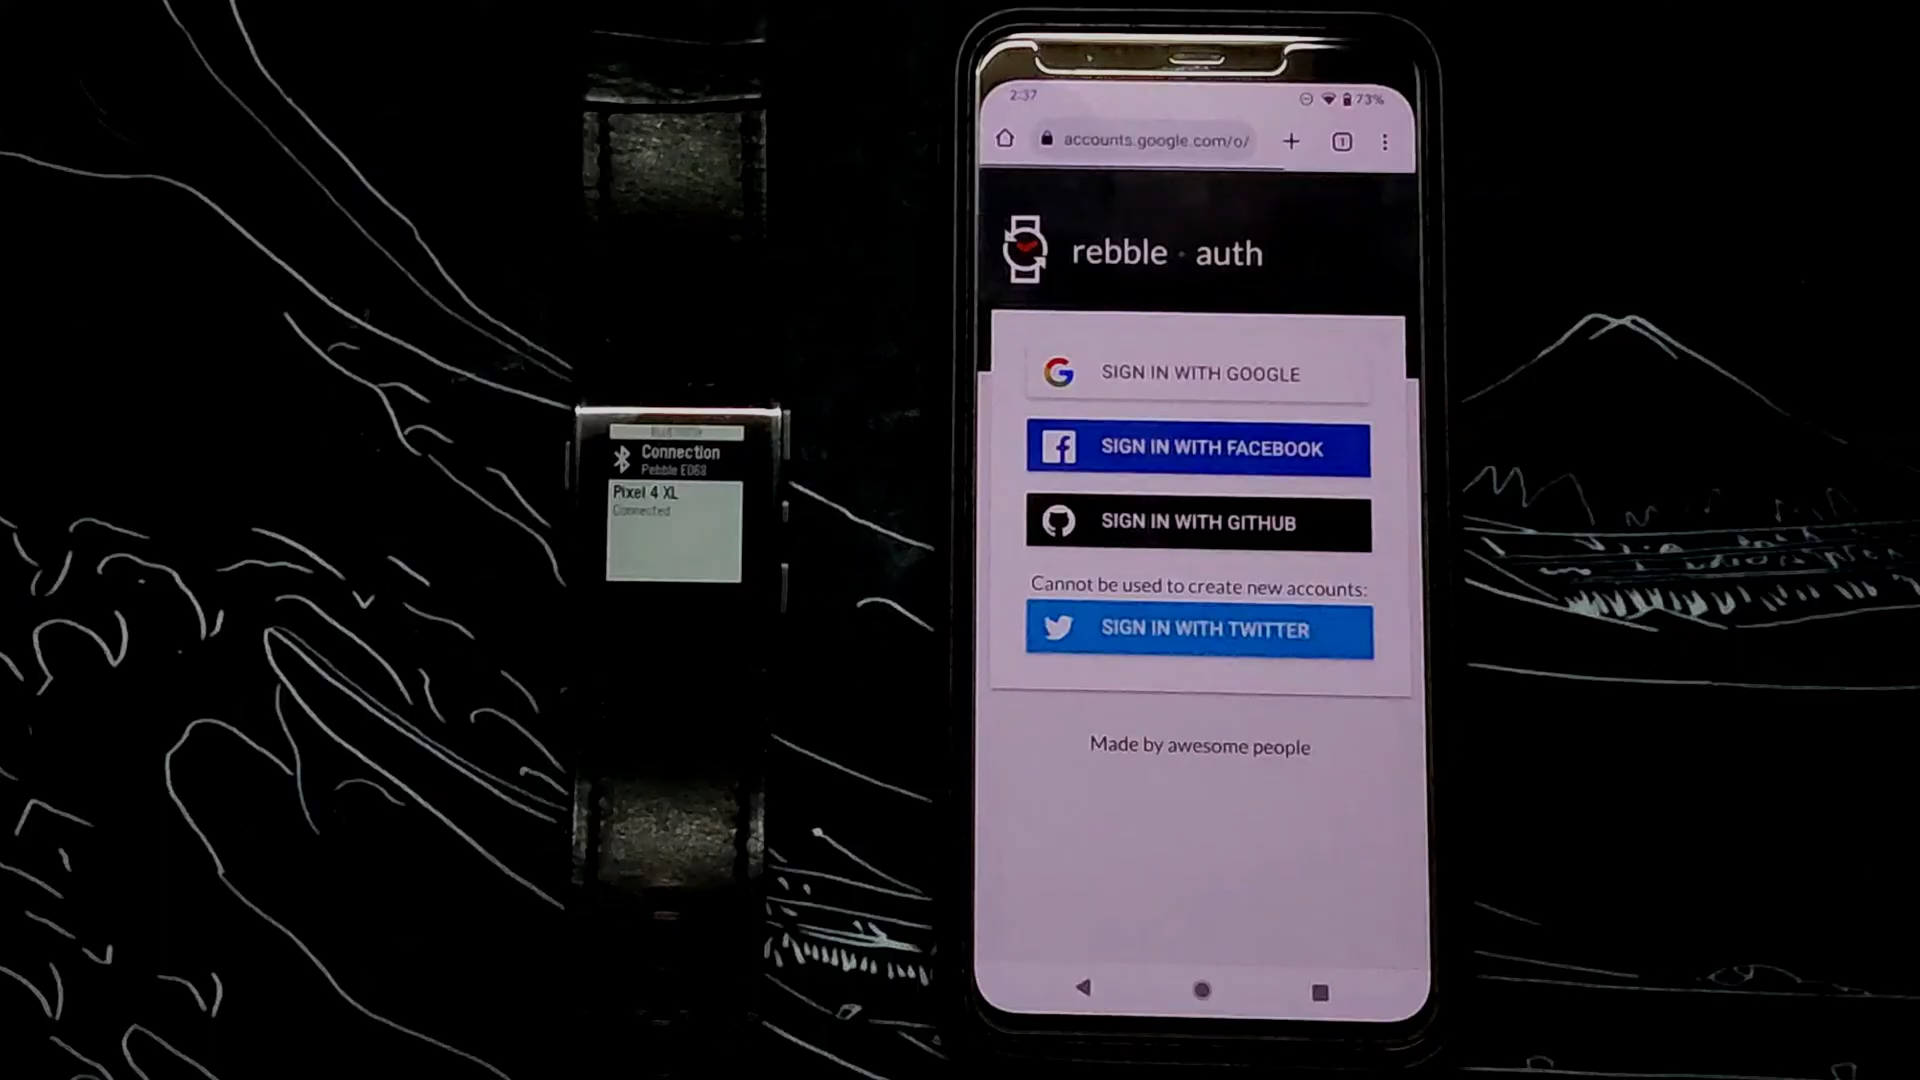 BLUETOOTH
Connection
Pebble E068
Pixel 4 XL
Connected
2:37
73%
accounts.google.com/o/
1
rebble · auth
SIGN IN WITH GOOGLE
SIGN IN WITH FACEBOOK
SIGN IN WITH GITHUB
Cannot be used to create new accounts:
SIGN IN WITH TWITTER
Made by awesome people